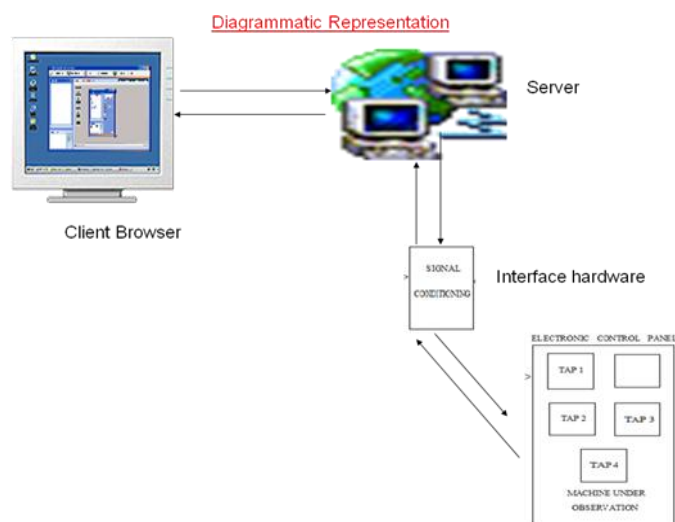 Diagrammatic Representation
Server
Client Browser
SIGNAL
CONDITIONING
Interface hardware
ELECTRONIC CONTROL PANEL
TAP 1
TAP 2
TAP 3
TAP 4
MACHINE UNDER
OBSERVATION